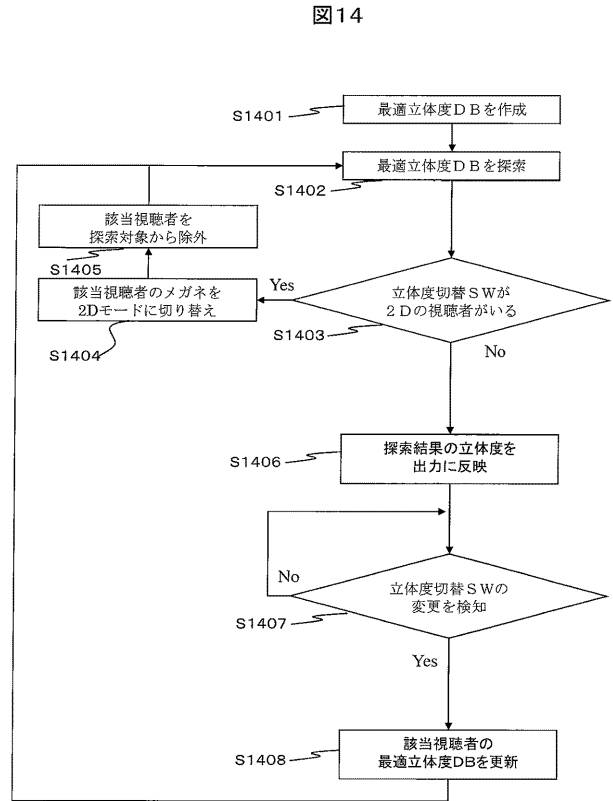 図14
S1401
最適立体度ＤＢを作成
S1402
最適立体度ＤＢを探索
該当視聴者を
探索対象から除外
S1405
該当視聴者のメガネを
2Dモードに切り替え
S1404
Yes
立体度切替ＳＷが
２Ｄの視聴者がいる
S1403
No
S1406
探索結果の立体度を
出力に反映
No
立体度切替ＳＷの
変更を検知
S1407
Yes
S1408
該当視聴者の
最適立体度DBを更新